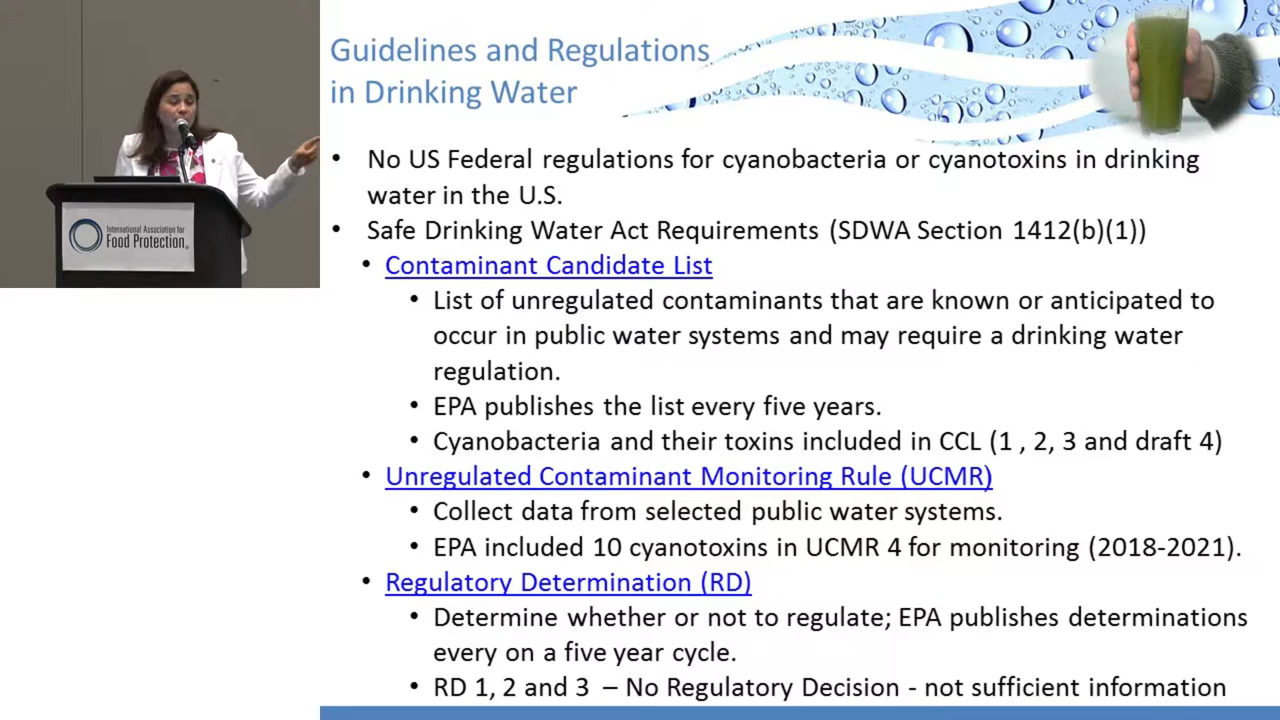 Guidelines and Regulations
in Drinking Water
International Association for
Food Protection
• No US Federal regulations for cyanobacteria or cyanotoxins in drinking
water in the U.S.
• Safe Drinking Water Act Requirements (SDWA Section 1412(b)(1))
• Contaminant Candidate List
• List of unregulated contaminants that are known or anticipated to
occur in public water systems and may require a drinking water
regulation.
• EPA publishes the list every five years.
• Cyanobacteria and their toxins included in CCL (1 , 2, 3 and draft 4)
• Unregulated Contaminant Monitoring Rule (UCMR)
• Collect data from selected public water systems.
• EPA included 10 cyanotoxins in UCMR 4 for monitoring (2018-2021).
• Regulatory Determination (RD)
• Determine whether or not to regulate; EPA publishes determinations
every on a five year cycle.
• RD 1, 2 and 3 – No Regulatory Decision - not sufficient information